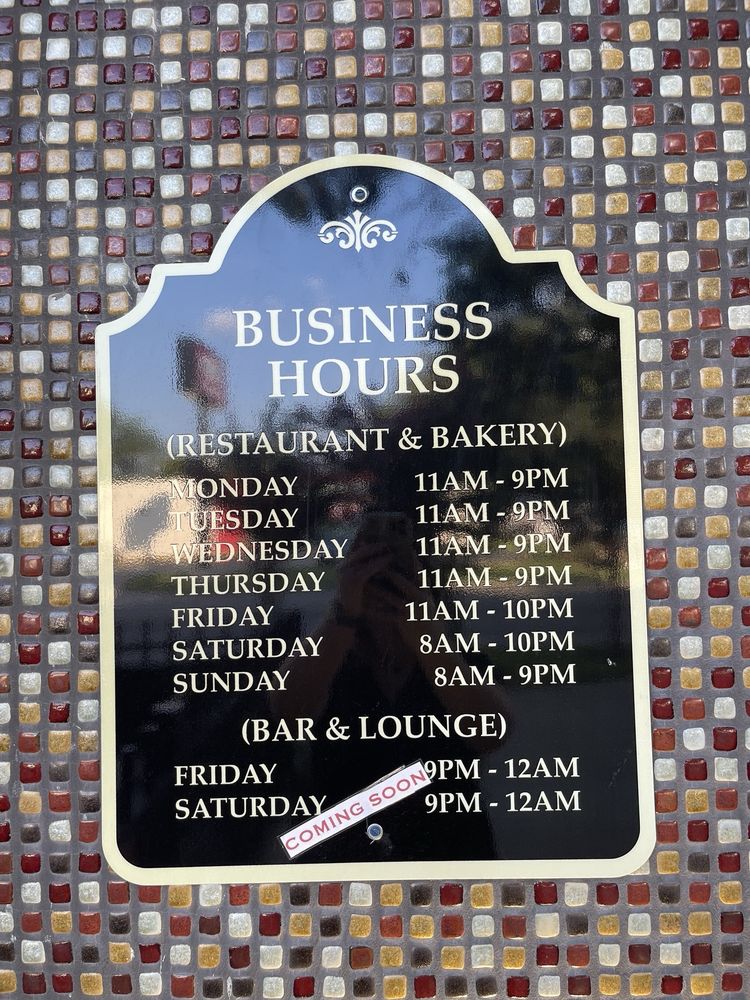 BUSINESS
HOURS
(RESTAURANT & BAKERY)
MONDAY 11AM - 9PM
TUESDAY 11AM - 9PM
WEDNESDAY 11AM - 9PM
THURSDAY 11AM - 9PM
FRIDAY 11AM - 10PM
SATURDAY 8AM - 10PM
SUNDAY 8AM - 9PM
(BAR & LOUNGE)
FRIDAY 9PM - 12AM
SATURDAY 9PM - 12AM
COMING SOON